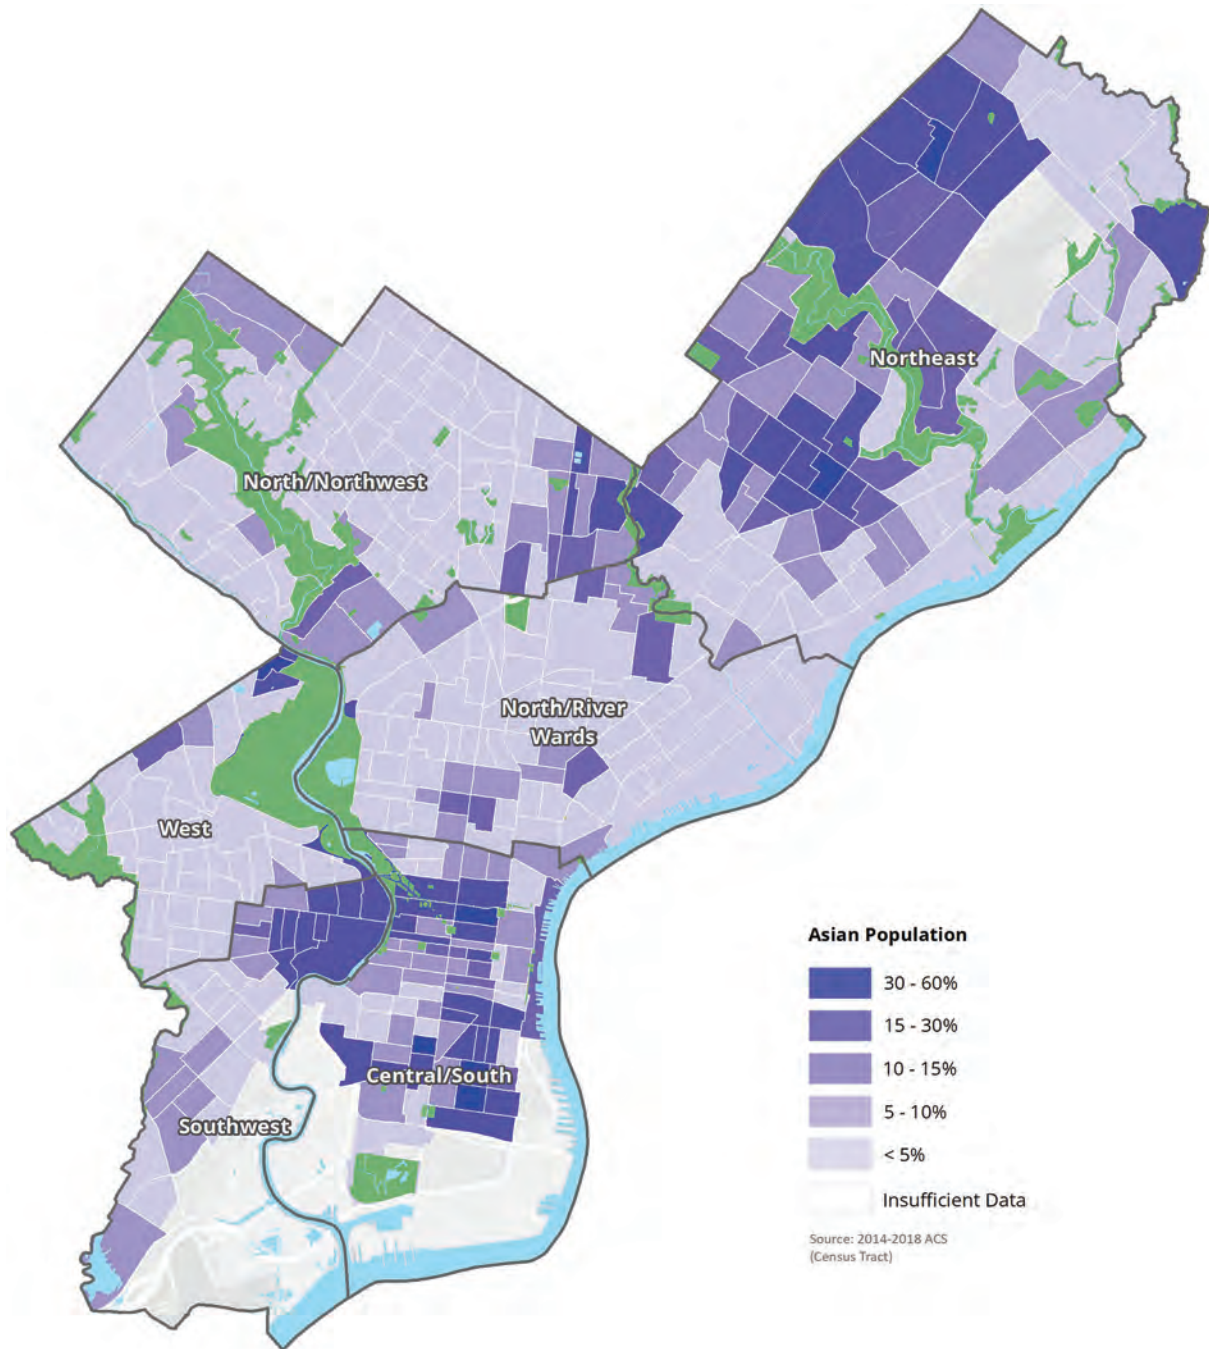 Northeast
North/Northwest
North/River
Wards
West
Central/South
Southwest
Asian Population
30 - 60%
15 - 30%
10 - 15%
5 - 10%
< 5%
Insufficient Data
Source: 2014-2018 ACS
(Census Tract)